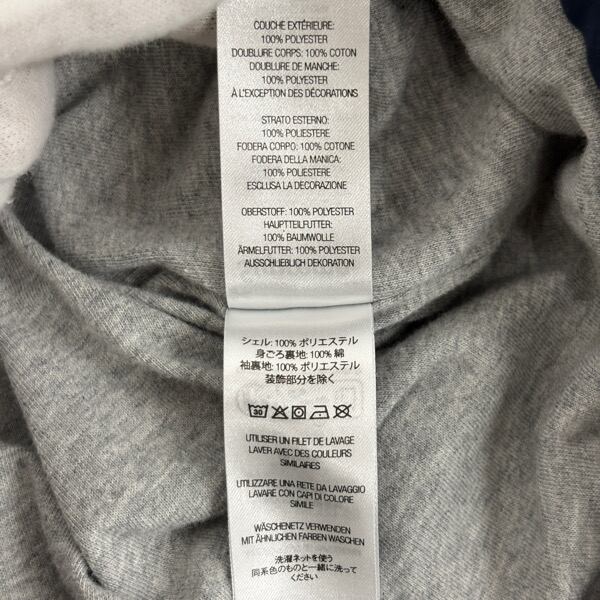 COUCHE EXTÉRIEURE:
100% POLYESTER
DOUBLURE CORPS: 100% COTON
DOUBLURE DE MANCHE:
100% POLYESTER
À L'EXCEPTION DES DÉCORATIONS
STRATO ESTERNO:
100% POLIESTERE
FODERA CORPO: 100% COTONE
FODERA DELLA MANICA:
100% POLIESTERE
ESCLUSA LA DECORAZIONE
OBERSTOFF: 100% POLYESTER
HAUPTTEILFUTTER:
100% BAUMWOLLE
ÄRMELFUTTER: 100% POLYESTER
AUSSCHLIEßLICH DEKORATION
シェル: 100% ポリエステル
身ごろ裏地: 100% 綿
袖裏地: 100% ポリエステル
装飾部分を除く
30
UTILISER UN FILET DE LAVAGE
LAVER AVEC DES COULEURS
SIMILAIRES
UTILIZZARE UNA RETE DA LAVAGGIO
LAVARE CON CAPI DI COLORE
SIMILE
WÄSCHENETZ VERWENDEN
MIT ÄHNLICHEN FARBEN WASCHEN
洗濯ネットを使う
同系色のものと一緒に洗って
ください